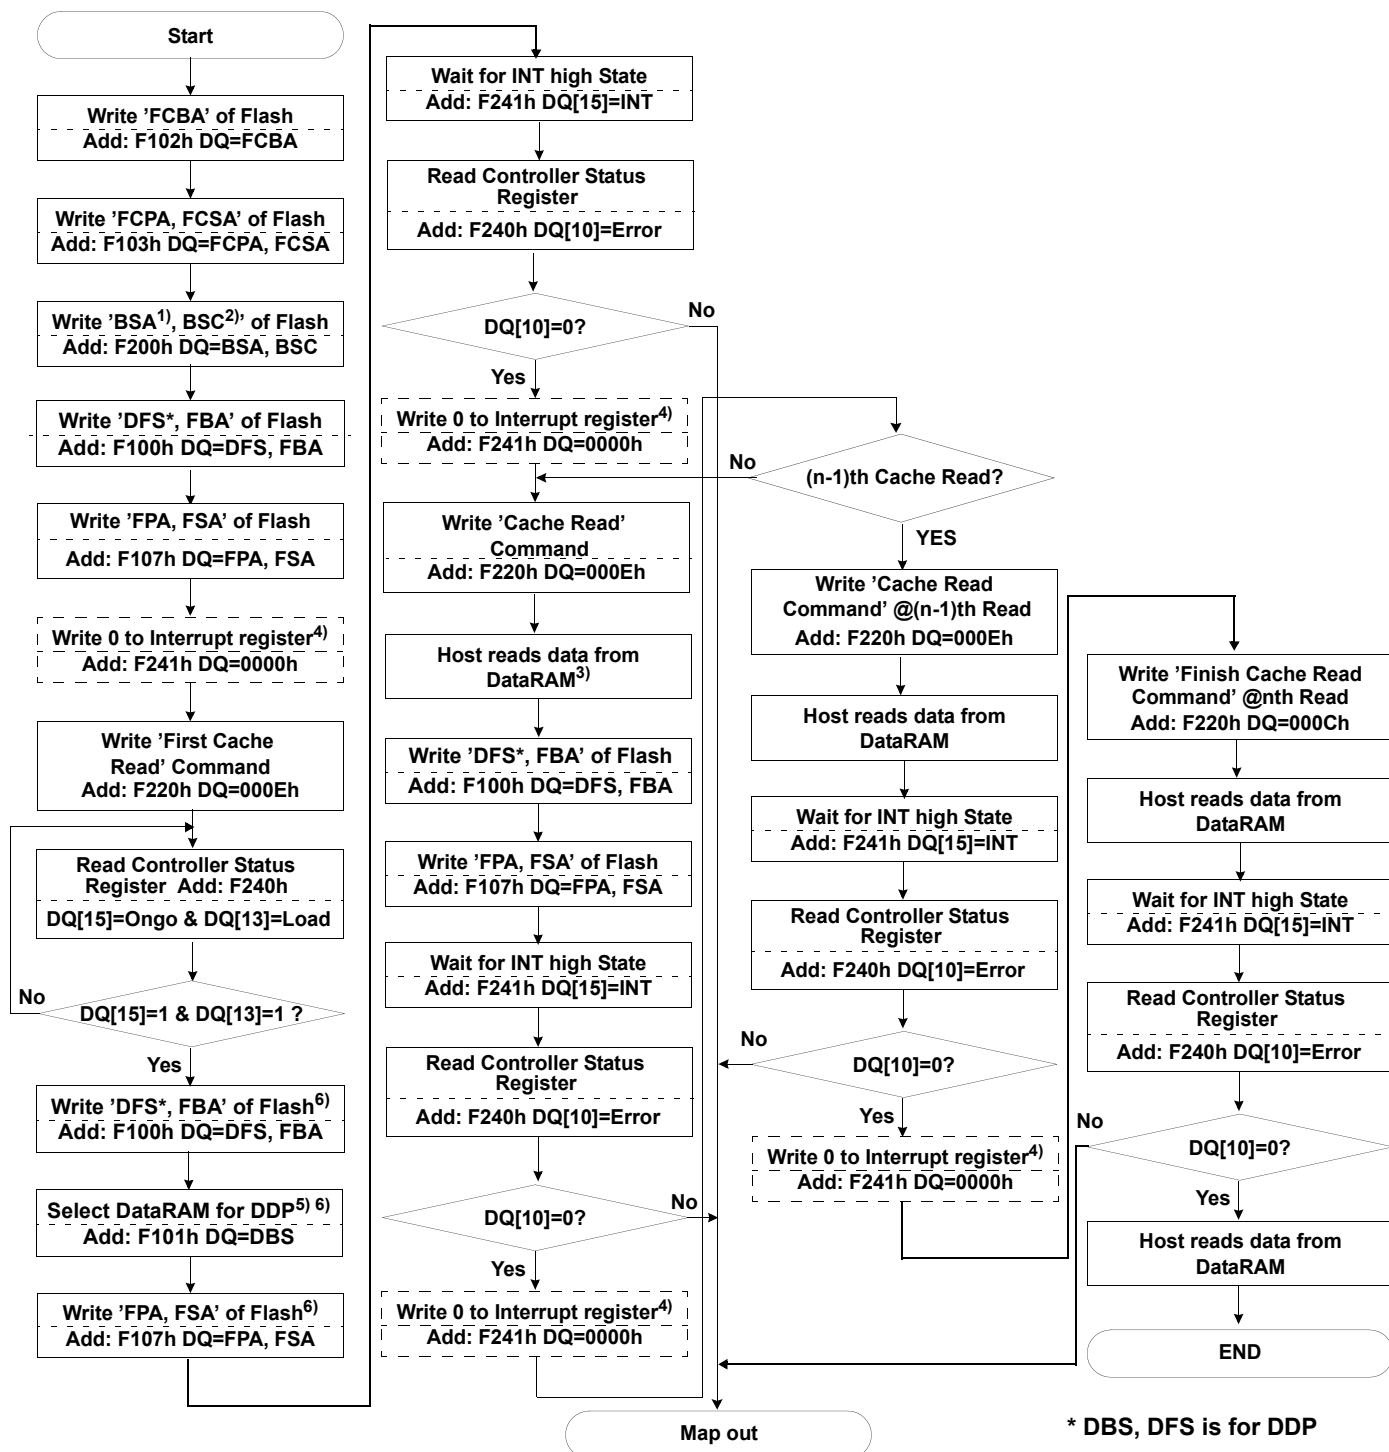 Start
Write 'FCBA' of Flash
Add: F102h DQ=FCBA
Write 'FCPA, FCSA' of Flash
Add: F103h DQ=FCPA, FCSA
Write 'BSA1), BSC2)' of Flash
Add: F200h DQ=BSA, BSC
Write 'DFS*, FBA' of Flash
Add: F100h DQ=DFS, FBA
Write 'FPA, FSA' of Flash
Add: F107h DQ=FPA, FSA
Write 0 to Interrupt register4)
Add: F241h DQ=0000h
Write 'First Cache
Read' Command
Add: F220h DQ=000Eh
Read Controller Status
Register Add: F240h
DQ[15]=Ongo & DQ[13]=Load
No
DQ[15]=1 & DQ[13]=1 ?
Yes
Write 'DFS*, FBA' of Flash6)
Add: F100h DQ=DFS, FBA
Select DataRAM for DDP5) 6)
Add: F101h DQ=DBS
Write 'FPA, FSA' of Flash6)
Add: F107h DQ=FPA, FSA
Wait for INT high State
Add: F241h DQ[15]=INT
Read Controller Status
Register
Add: F240h DQ[10]=Error
DQ[10]=0?
No
Yes
Write 0 to Interrupt register4)
Add: F241h DQ=0000h
Write 'Cache Read'
Command
Add: F220h DQ=000Eh
Host reads data from
DataRAM3)
Write 'DFS*, FBA' of Flash
Add: F100h DQ=DFS, FBA
Write 'FPA, FSA' of Flash
Add: F107h DQ=FPA, FSA
Wait for INT high State
Add: F241h DQ[15]=INT
Read Controller Status
Register
Add: F240h DQ[10]=Error
DQ[10]=0?
No
Yes
Write 0 to Interrupt register4)
Add: F241h DQ=0000h
No
(n-1)th Cache Read?
YES
Write 'Cache Read
Command' @(n-1)th Read
Add: F220h DQ=000Eh
Host reads data from
DataRAM
Wait for INT high State
Add: F241h DQ[15]=INT
Read Controller Status
Register
Add: F240h DQ[10]=Error
No
DQ[10]=0?
Yes
Write 0 to Interrupt register4)
Add: F241h DQ=0000h
Write 'Finish Cache Read
Command' @nth Read
Add: F220h DQ=000Ch
Host reads data from
DataRAM
Wait for INT high State
Add: F241h DQ[15]=INT
Read Controller Status
Register
Add: F240h DQ[10]=Error
No
DQ[10]=0?
Yes
Host reads data from
DataRAM
END
Map out
* DBS, DFS is for DDP